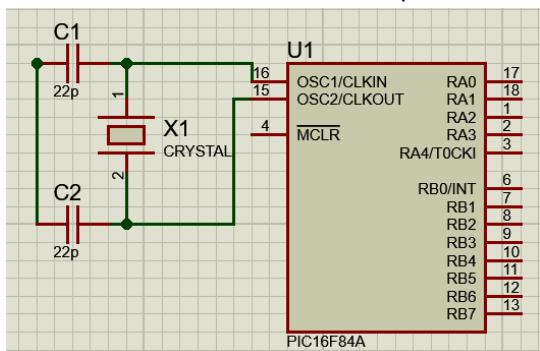 C1
22p
1
X1
CRYSTAL
2
C2
22p
U1
16 OSC1/CLKIN
15 OSC2/CLKOUT
4 MCLR
RA0 17
RA1 18
RA2 1
RA3 2
RA4/T0CKI 3
RB0/INT 6
RB1 7
RB2 8
RB3 9
RB4 10
RB5 11
RB6 12
RB7 13
PIC16F84A